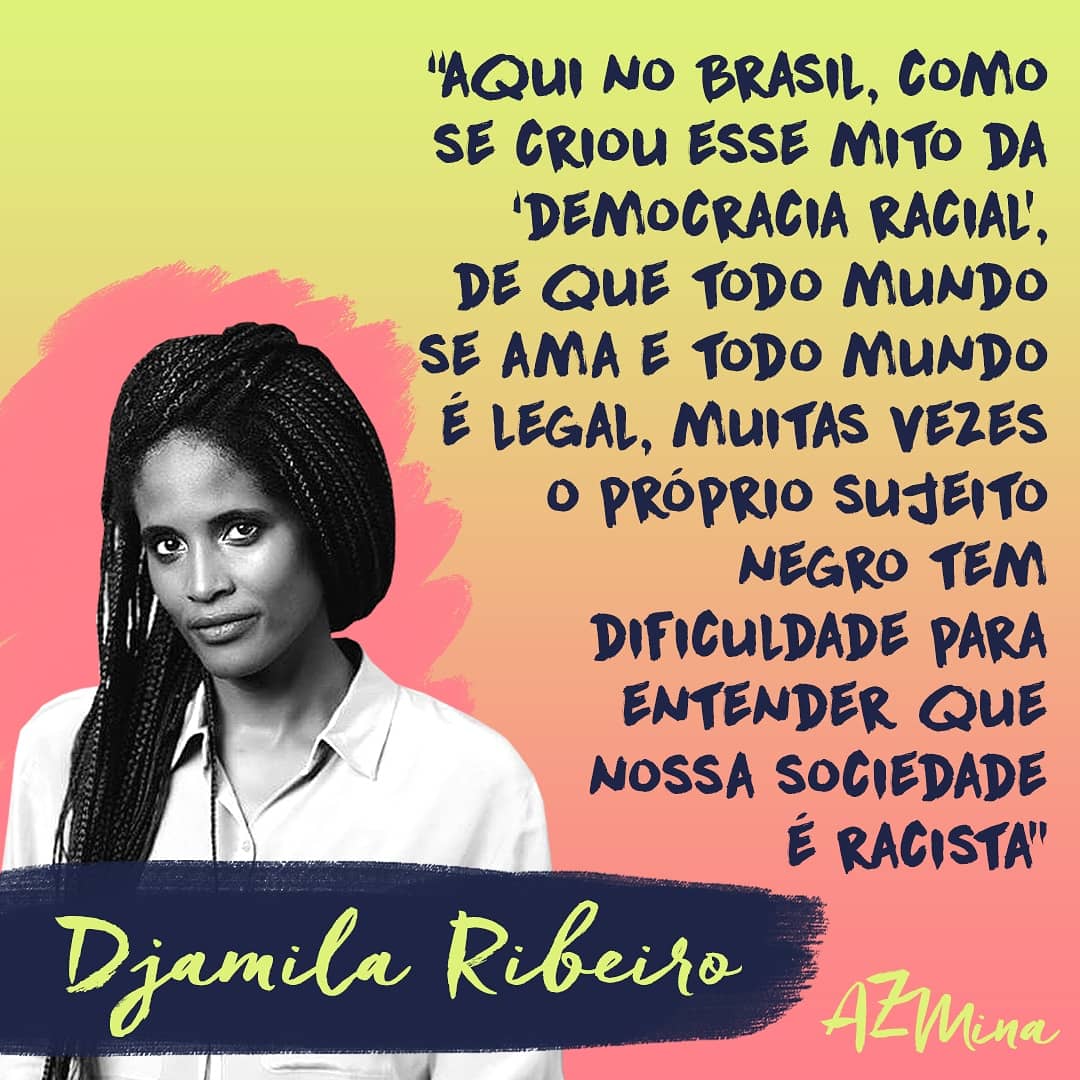 "AQUI NO BRASIL, COMO
SE CRIOU ESSE MITO DA
'DEMOCRACIA RACIAL',
DE QUE TODO MUNDO
SE AMA E TODO MUNDO
É LEGAL, MUITAS VEZES
O PRÓPRIO SUJEITO
NEGRO TEM
DIFICULDADE PARA
ENTENDER QUE
NOSSA SOCIEDADE
É RACISTA"
Djamila Ribeiro
AZMina